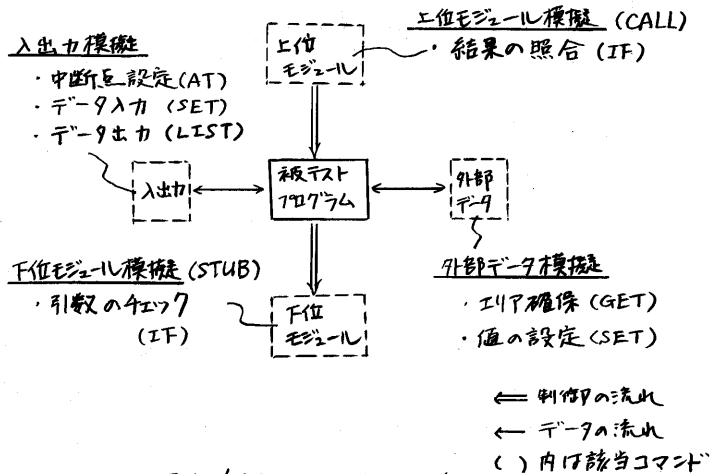 上位モジュール模擬 (CALL)
・結果の照合 (IF)
入出力模擬
・中断点設定(AT)
・データ入力 (SET)
・データ出力 (LIST)
上位
モジュール
入出力
被テスト
プログラム
外部
データ
下位モジュール模擬 (STUB)
・引数のチェック
(IF)
下位
モジュール
外部データ模擬
・エリア確保 (GET)
・値の設定 (SET)
⇐ 制御の流れ
← データの流れ
( ) 内は該当コマンド